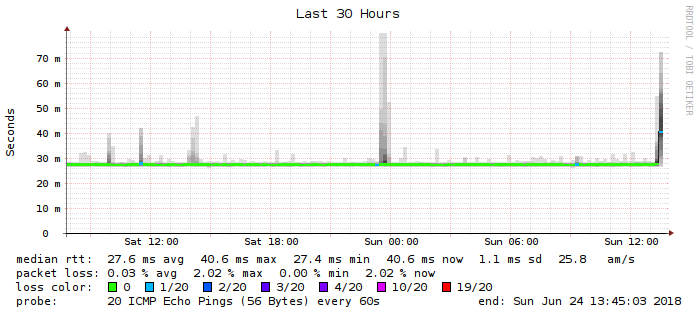 Last 30 Hours
RRDTOOL / TOBI OETIKER
Seconds
70 m
60 m
50 m
40 m
30 m
20 m
10 m
0
Sat 12:00 Sat 18:00 Sun 00:00 Sun 06:00 Sun 12:00
median rtt: 27.6 ms avg 40.6 ms max 27.4 ms min 40.6 ms now 1.1 ms sd 25.8 am/s
packet loss: 0.03 % avg 2.02 % max 0.00 % min 2.02 % now
loss color: 0 1/20 2/20 3/20 4/20 10/20 19/20
probe: 20 ICMP Echo Pings (56 Bytes) every 60s end: Sun Jun 24 13:45:03 2018